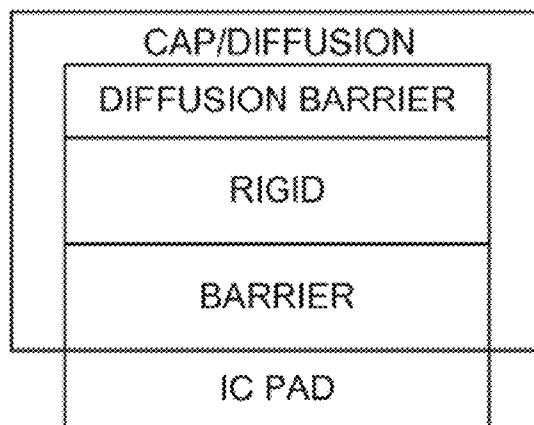 CAP/DIFFUSION
DIFFUSION BARRIER
RIGID
BARRIER
IC PAD